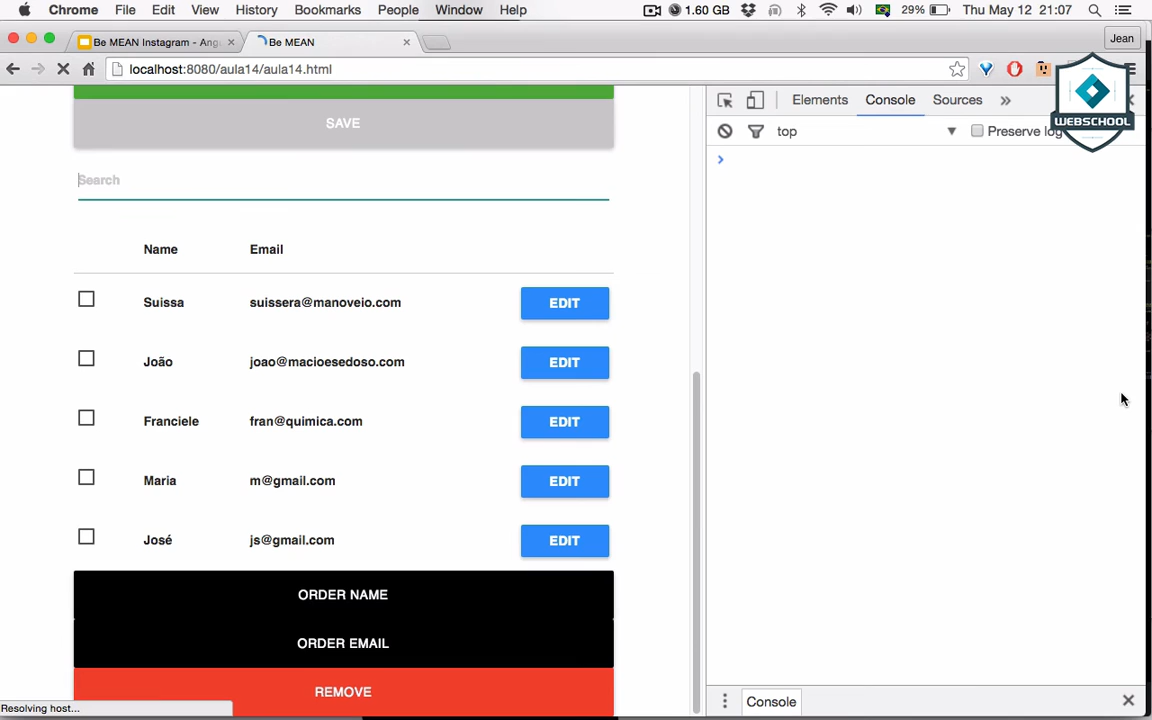 Chrome File Edit View History Bookmarks People Window Help 1.60 GB 29% Thu May 12 21:07
Be MEAN Instagram - Ang Be MEAN Jean
localhost:8080/aula14/aula14.html
Elements Console Sources »
WEBSCHOOL
SAVE
top Preserve log
Search
Name Email
Suissa suissera@manoveio.com EDIT
João joao@macioesedoso.com EDIT
Franciele fran@quimica.com EDIT
Maria m@gmail.com EDIT
José js@gmail.com EDIT
ORDER NAME
ORDER EMAIL
REMOVE
Console
Resolving host...